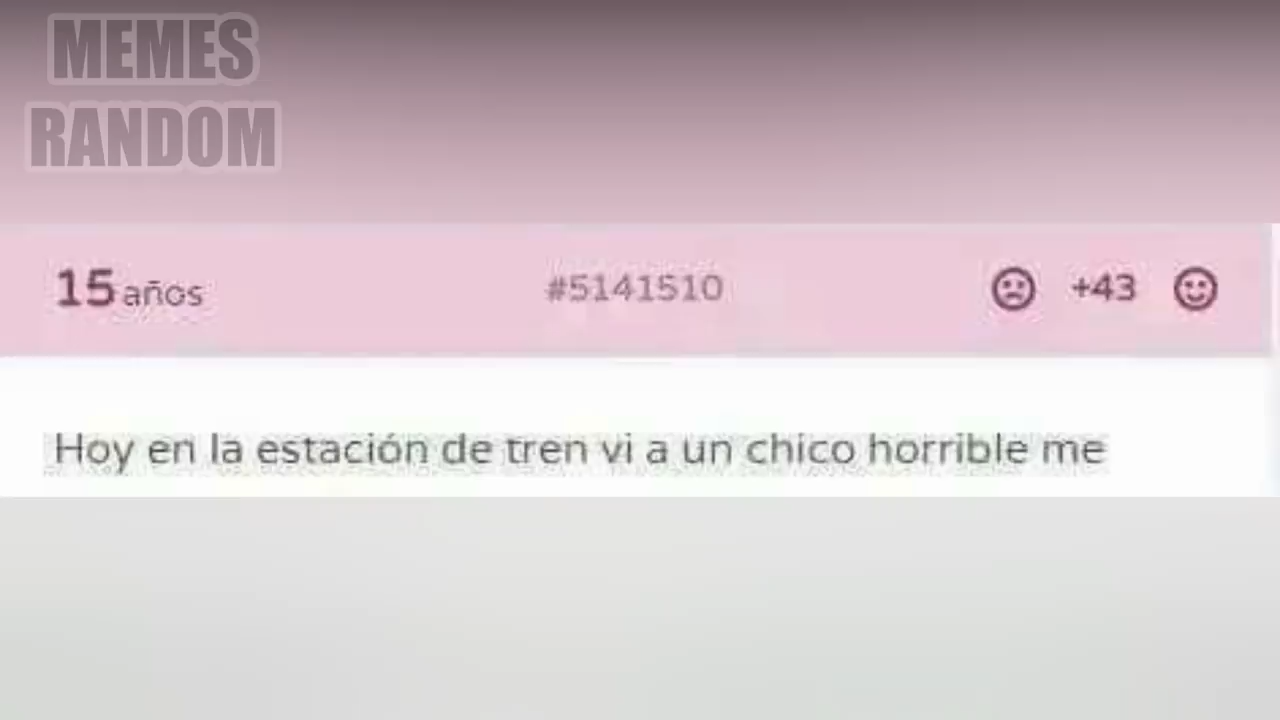 MEMES
RANDOM
15 años #5141510 +43
Hoy en la estación de tren vi a un chico horrible me